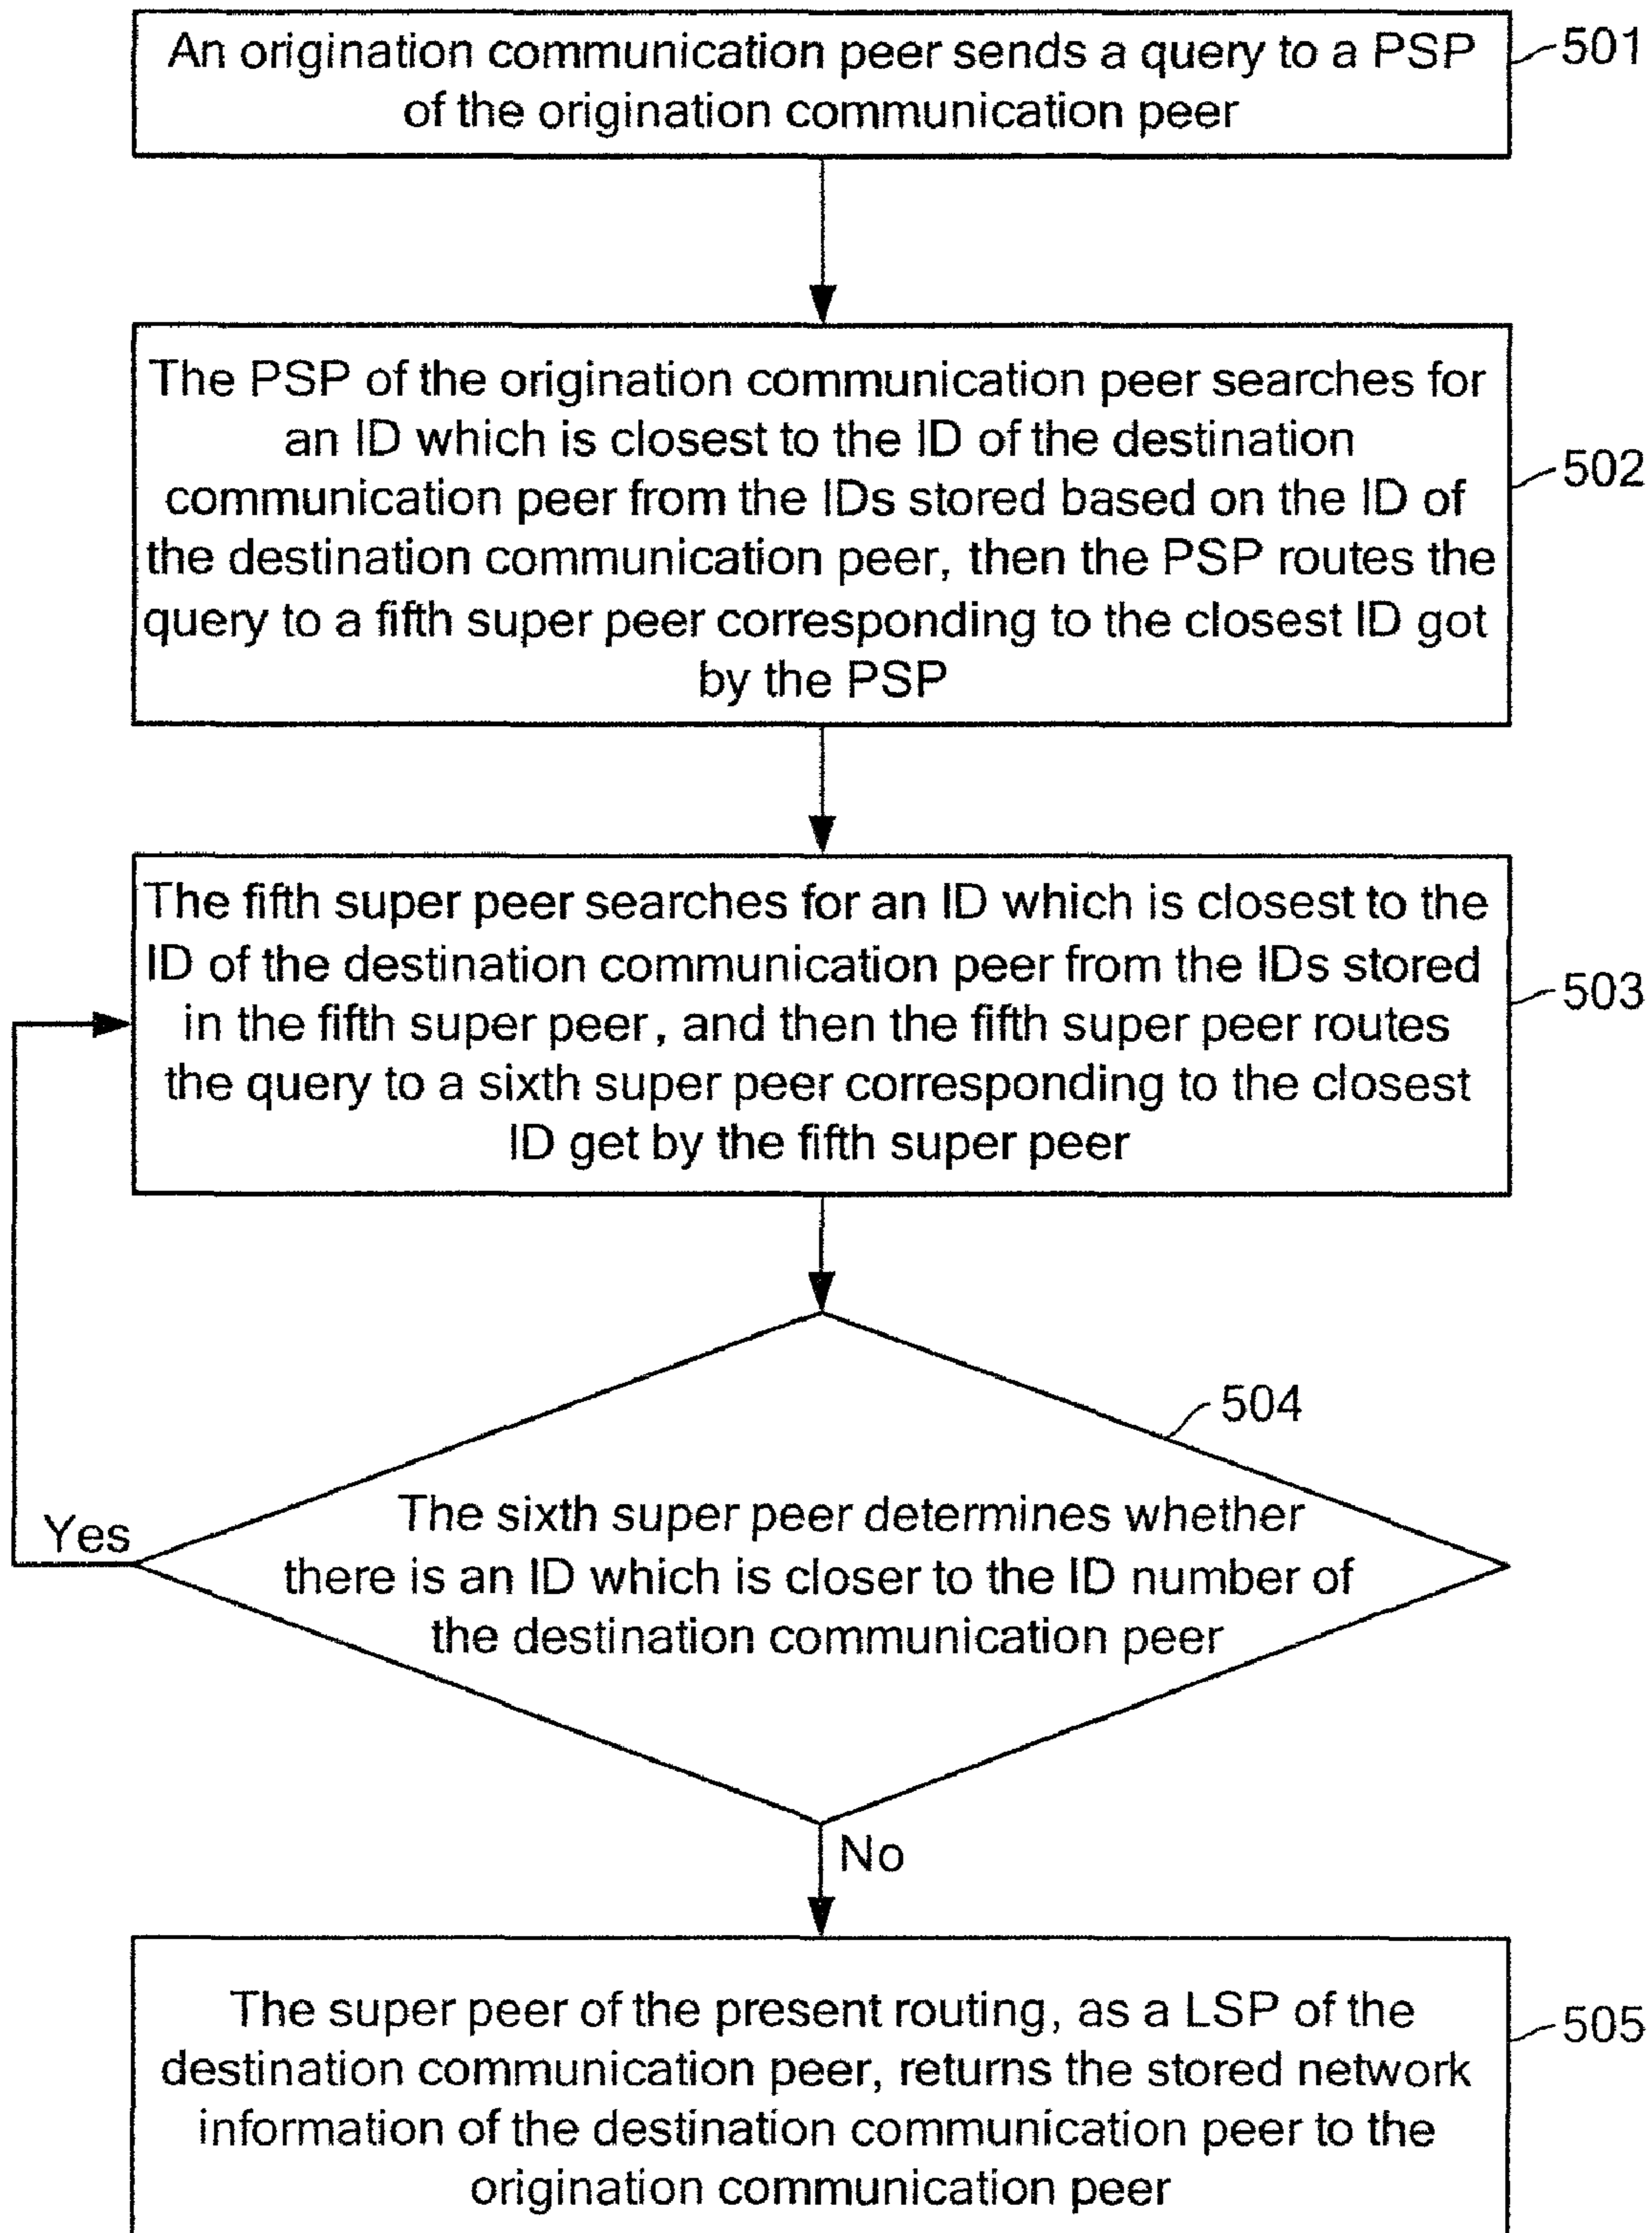 An origination communication peer sends a query to a PSP
of the origination communication peer
501
The PSP of the origination communication peer searches for
an ID which is closest to the ID of the destination
communication peer from the IDs stored based on the ID of
the destination communication peer, then the PSP routes the
query to a fifth super peer corresponding to the closest ID got
by the PSP
502
The fifth super peer searches for an ID which is closest to the
ID of the destination communication peer from the IDs stored
in the fifth super peer, and then the fifth super peer routes
the query to a sixth super peer corresponding to the closest
ID get by the fifth super peer
503
504
The sixth super peer determines whether
there is an ID which is closer to the ID number of
the destination communication peer
Yes
No
The super peer of the present routing, as a LSP of the
destination communication peer, returns the stored network
information of the destination communication peer to the
origination communication peer
505